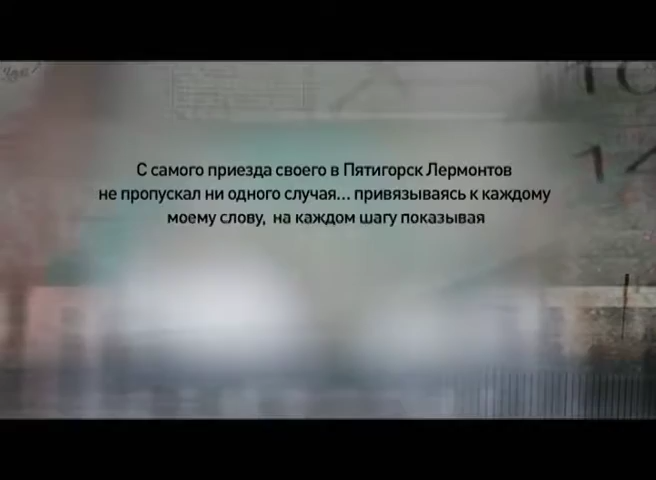 С самого приезда своего в Пятигорск Лермонтов
не пропускал ни одного случая... привязываясь к каждому
моему слову, на каждом шагу показывая